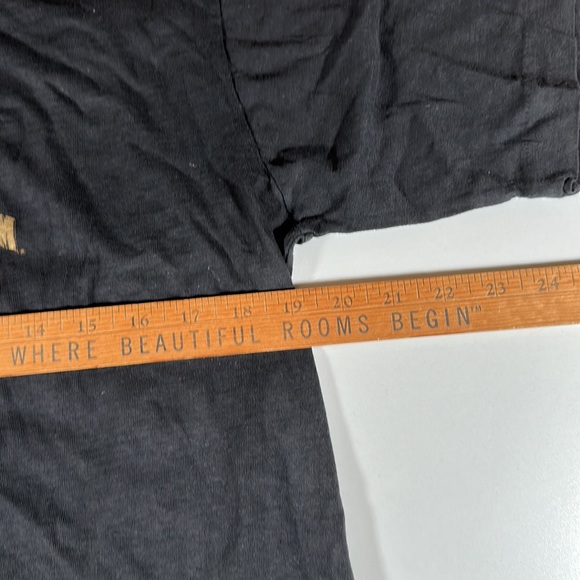 M.
14 15 16 17 18 19 20 21 22 23 24
WHERE BEAUTIFUL ROOMS BEGIN™